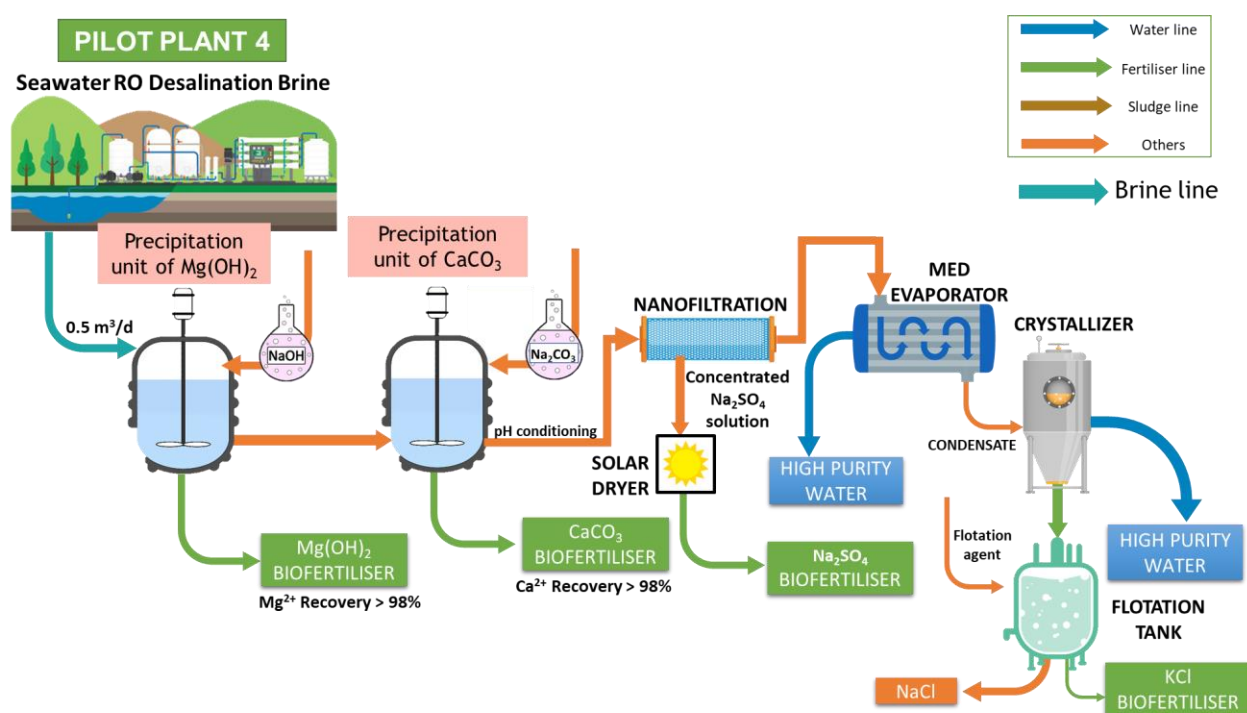 PILOT PLANT 4
Seawater RO Desalination Brine
Water line
Fertiliser line
Sludge line
Others
Brine line
Precipitation
unit of Mg(OH)₂
Precipitation
unit of CaCO₃
0.5 m³/d
NaOH
Na₂CO₃
pH conditioning
NANOFILTRATION
Concentrated
Na₂SO₄
solution
MED
EVAPORATOR
CRYSTALLIZER
CONDENSATE
SOLAR
DRYER
HIGH PURITY
WATER
HIGH PURITY
WATER
Flotation
agent
Mg(OH)₂
BIOFERTILISER
Mg²⁺ Recovery > 98%
CaCO₃
BIOFERTILISER
Ca²⁺ Recovery > 98%
Na₂SO₄
BIOFERTILISER
FLOTATION
TANK
NaCl
KCl
BIOFERTILISER